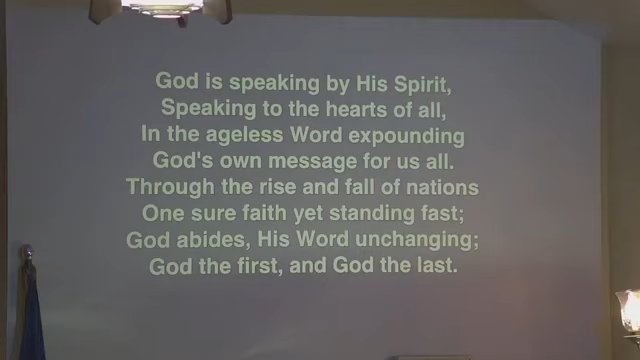 God is speaking by His Spirit,
Speaking to the hearts of all,
In the ageless Word expounding
God's own message for us all.
Through the rise and fall of nations
One sure faith yet standing fast;
God abides, His Word unchanging;
God the first, and God the last.